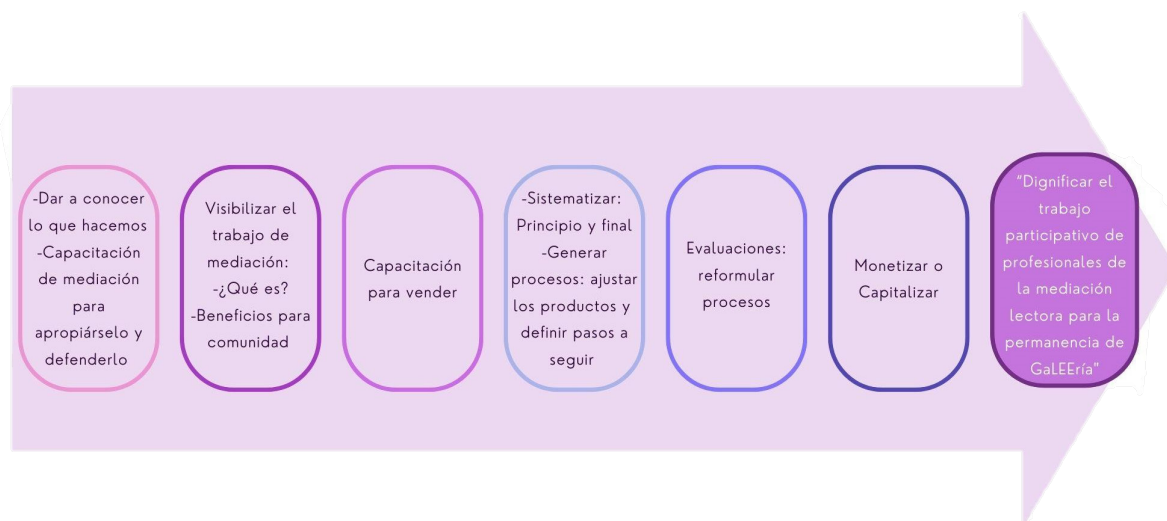 -Dar a conocer
lo que hacemos
-Capacitación
de mediación
para
apropiárselo y
defenderlo
Visibilizar el
trabajo de
mediación:
-¿Qué es?
-Beneficios para
comunidad
Capacitación
para vender
-Sistematizar:
Principio y final
-Generar
procesos: ajustar
los productos y
definir pasos a
seguir
Evaluaciones:
reformular
procesos
Monetizar o
Capitalizar
"Dignificar el
trabajo
participativo de
profesionales de
la mediación
lectora para la
permanencia de
GaLEEría"